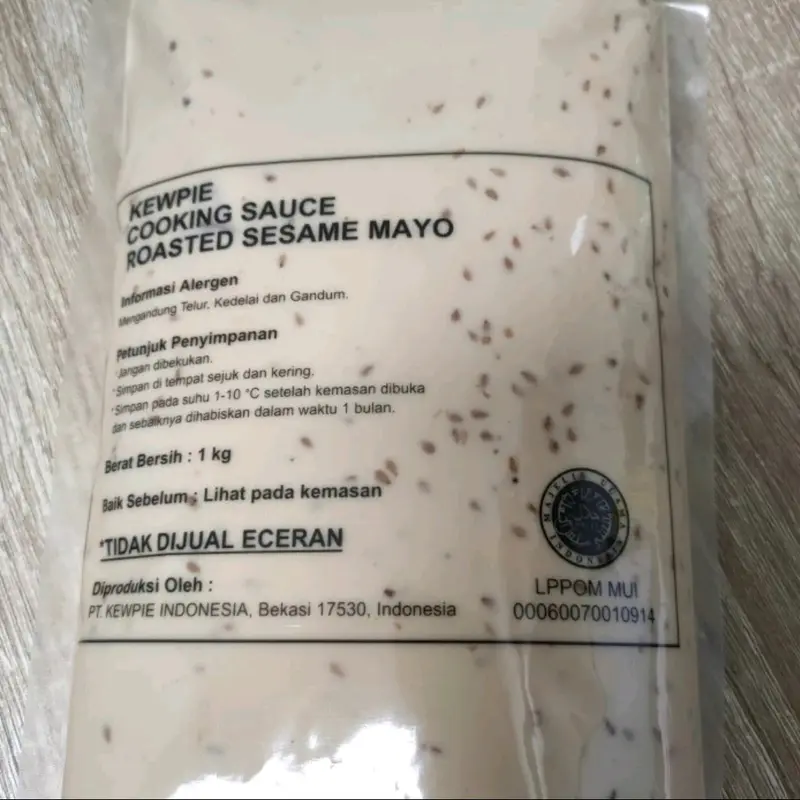 KEWPIE
COOKING SAUCE
ROASTED SESAME MAYO
Informasi Alergen
Mengandung Telur, Kedelai dan Gandum.
Petunjuk Penyimpanan
*Jangan dibekukan.
*Simpan di tempat sejuk dan kering.
*Simpan pada suhu 1-10 °C setelah kemasan dibuka
dan sebaiknya dihabiskan dalam waktu 1 bulan.
Berat Bersih : 1 kg
Baik Sebelum : Lihat pada kemasan
*TIDAK DIJUAL ECERAN
Diproduksi Oleh :
PT. KEWPIE INDONESIA, Bekasi 17530, Indonesia
MAJELIS ULAMA
INDONESIA
LPPOM MUI
00060070010914